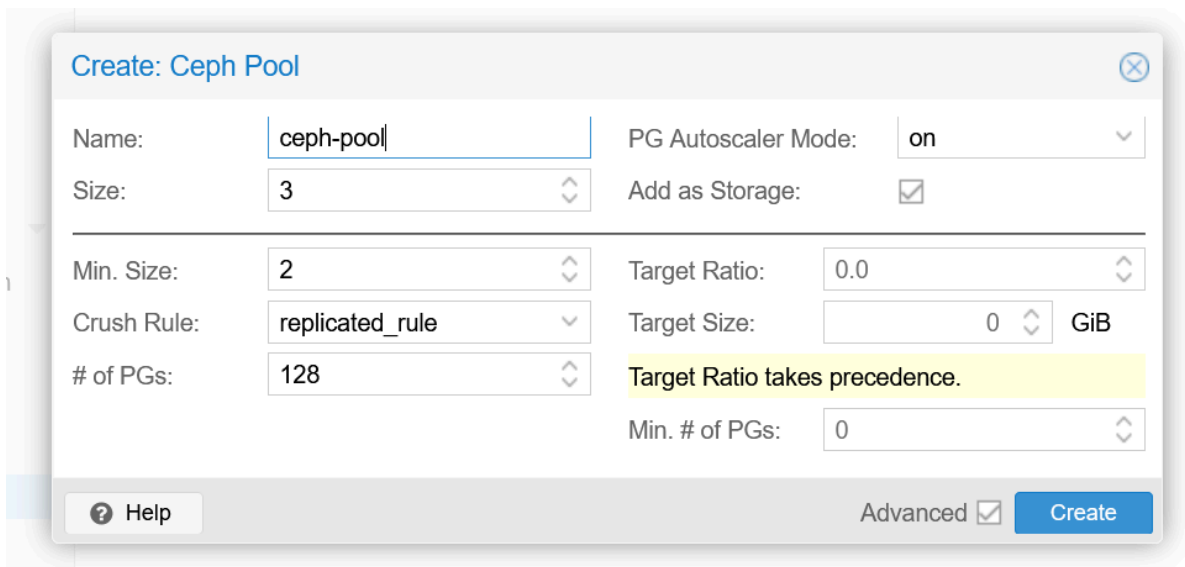 Create: Ceph Pool
Name: ceph-pool PG Autoscaler Mode: on
Size: 3 Add as Storage:
Min. Size: 2 Target Ratio: 0.0
Crush Rule: replicated_rule Target Size: 0 GiB
# of PGs: 128 Target Ratio takes precedence.
Min. # of PGs: 0
Help Advanced Create